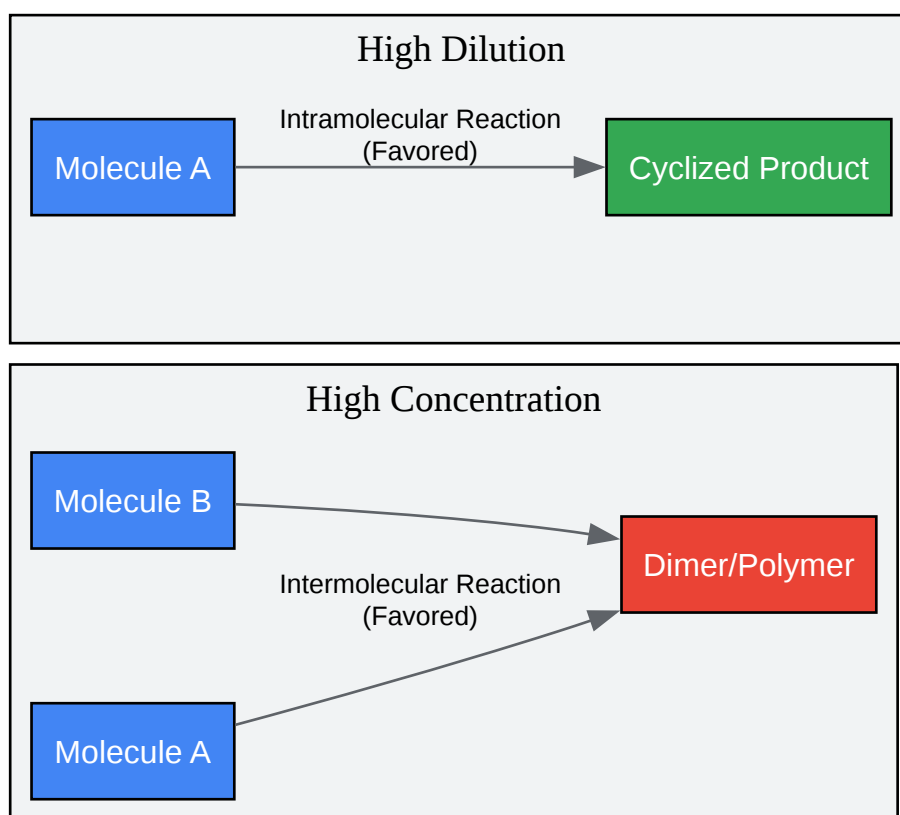 High Dilution
Intramolecular Reaction
(Favored)
Molecule A
Cyclized Product
High Concentration
Molecule B
Dimer/Polymer
Intermolecular Reaction
(Favored)
Molecule A